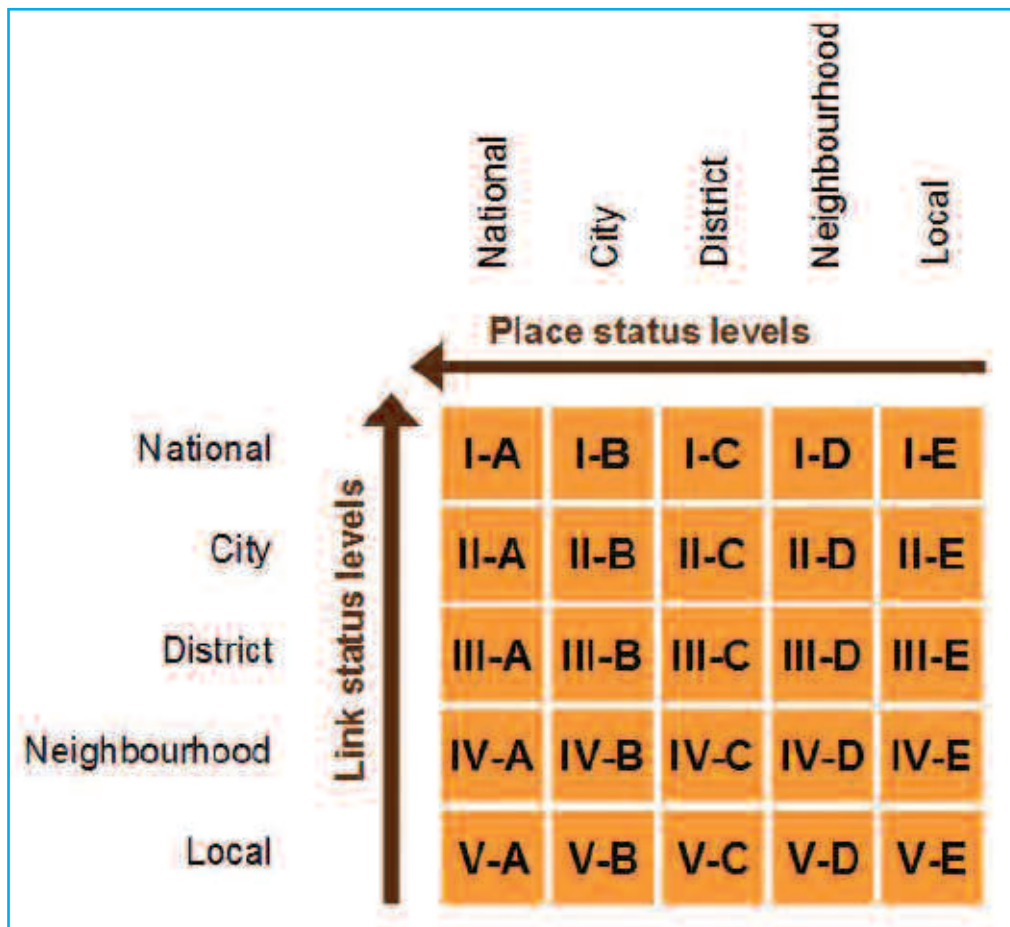 National
City
District
Neighbourhood
Local
Place status levels
Link status levels
National I-A I-B I-C I-D I-E
City II-A II-B II-C II-D II-E
District III-A III-B III-C III-D III-E
Neighbourhood IV-A IV-B IV-C IV-D IV-E
Local V-A V-B V-C V-D V-E